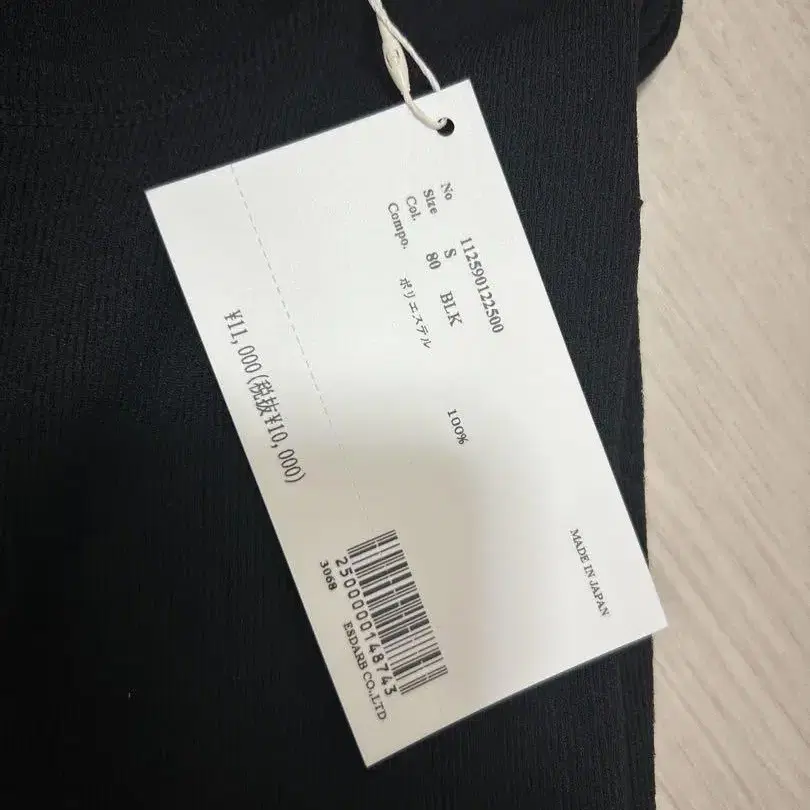 No 112590122500
Size S
Col. 80 BLK
Compo. ポリエステル 100%
MADE IN JAPAN
¥11,000(税抜¥10,000)
2500000148743
3068
ESDARB CO.,LTD